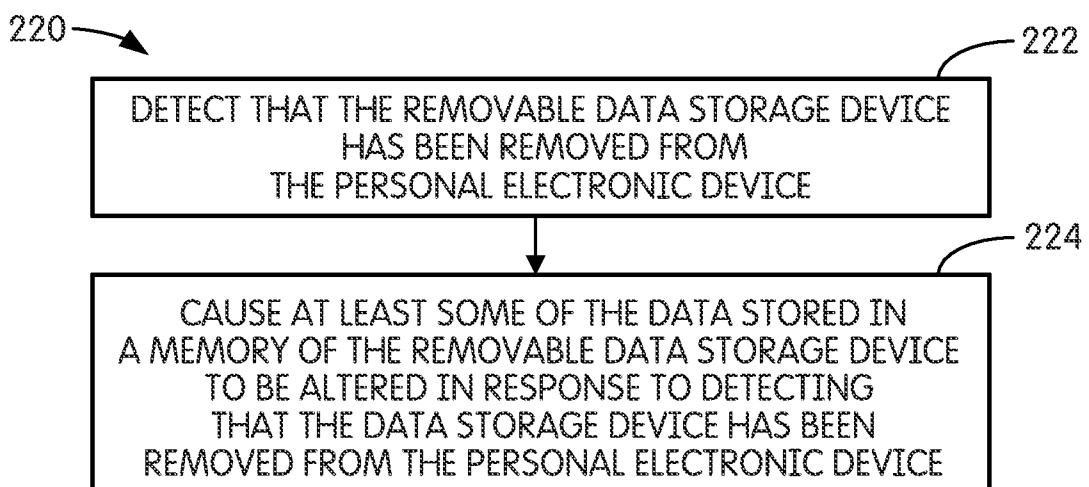 220
222
DETECT THAT THE REMOVABLE DATA STORAGE DEVICE
HAS BEEN REMOVED FROM
THE PERSONAL ELECTRONIC DEVICE
224
CAUSE AT LEAST SOME OF THE DATA STORED IN
A MEMORY OF THE REMOVABLE DATA STORAGE DEVICE
TO BE ALTERED IN RESPONSE TO DETECTING
THAT THE DATA STORAGE DEVICE HAS BEEN
REMOVED FROM THE PERSONAL ELECTRONIC DEVICE